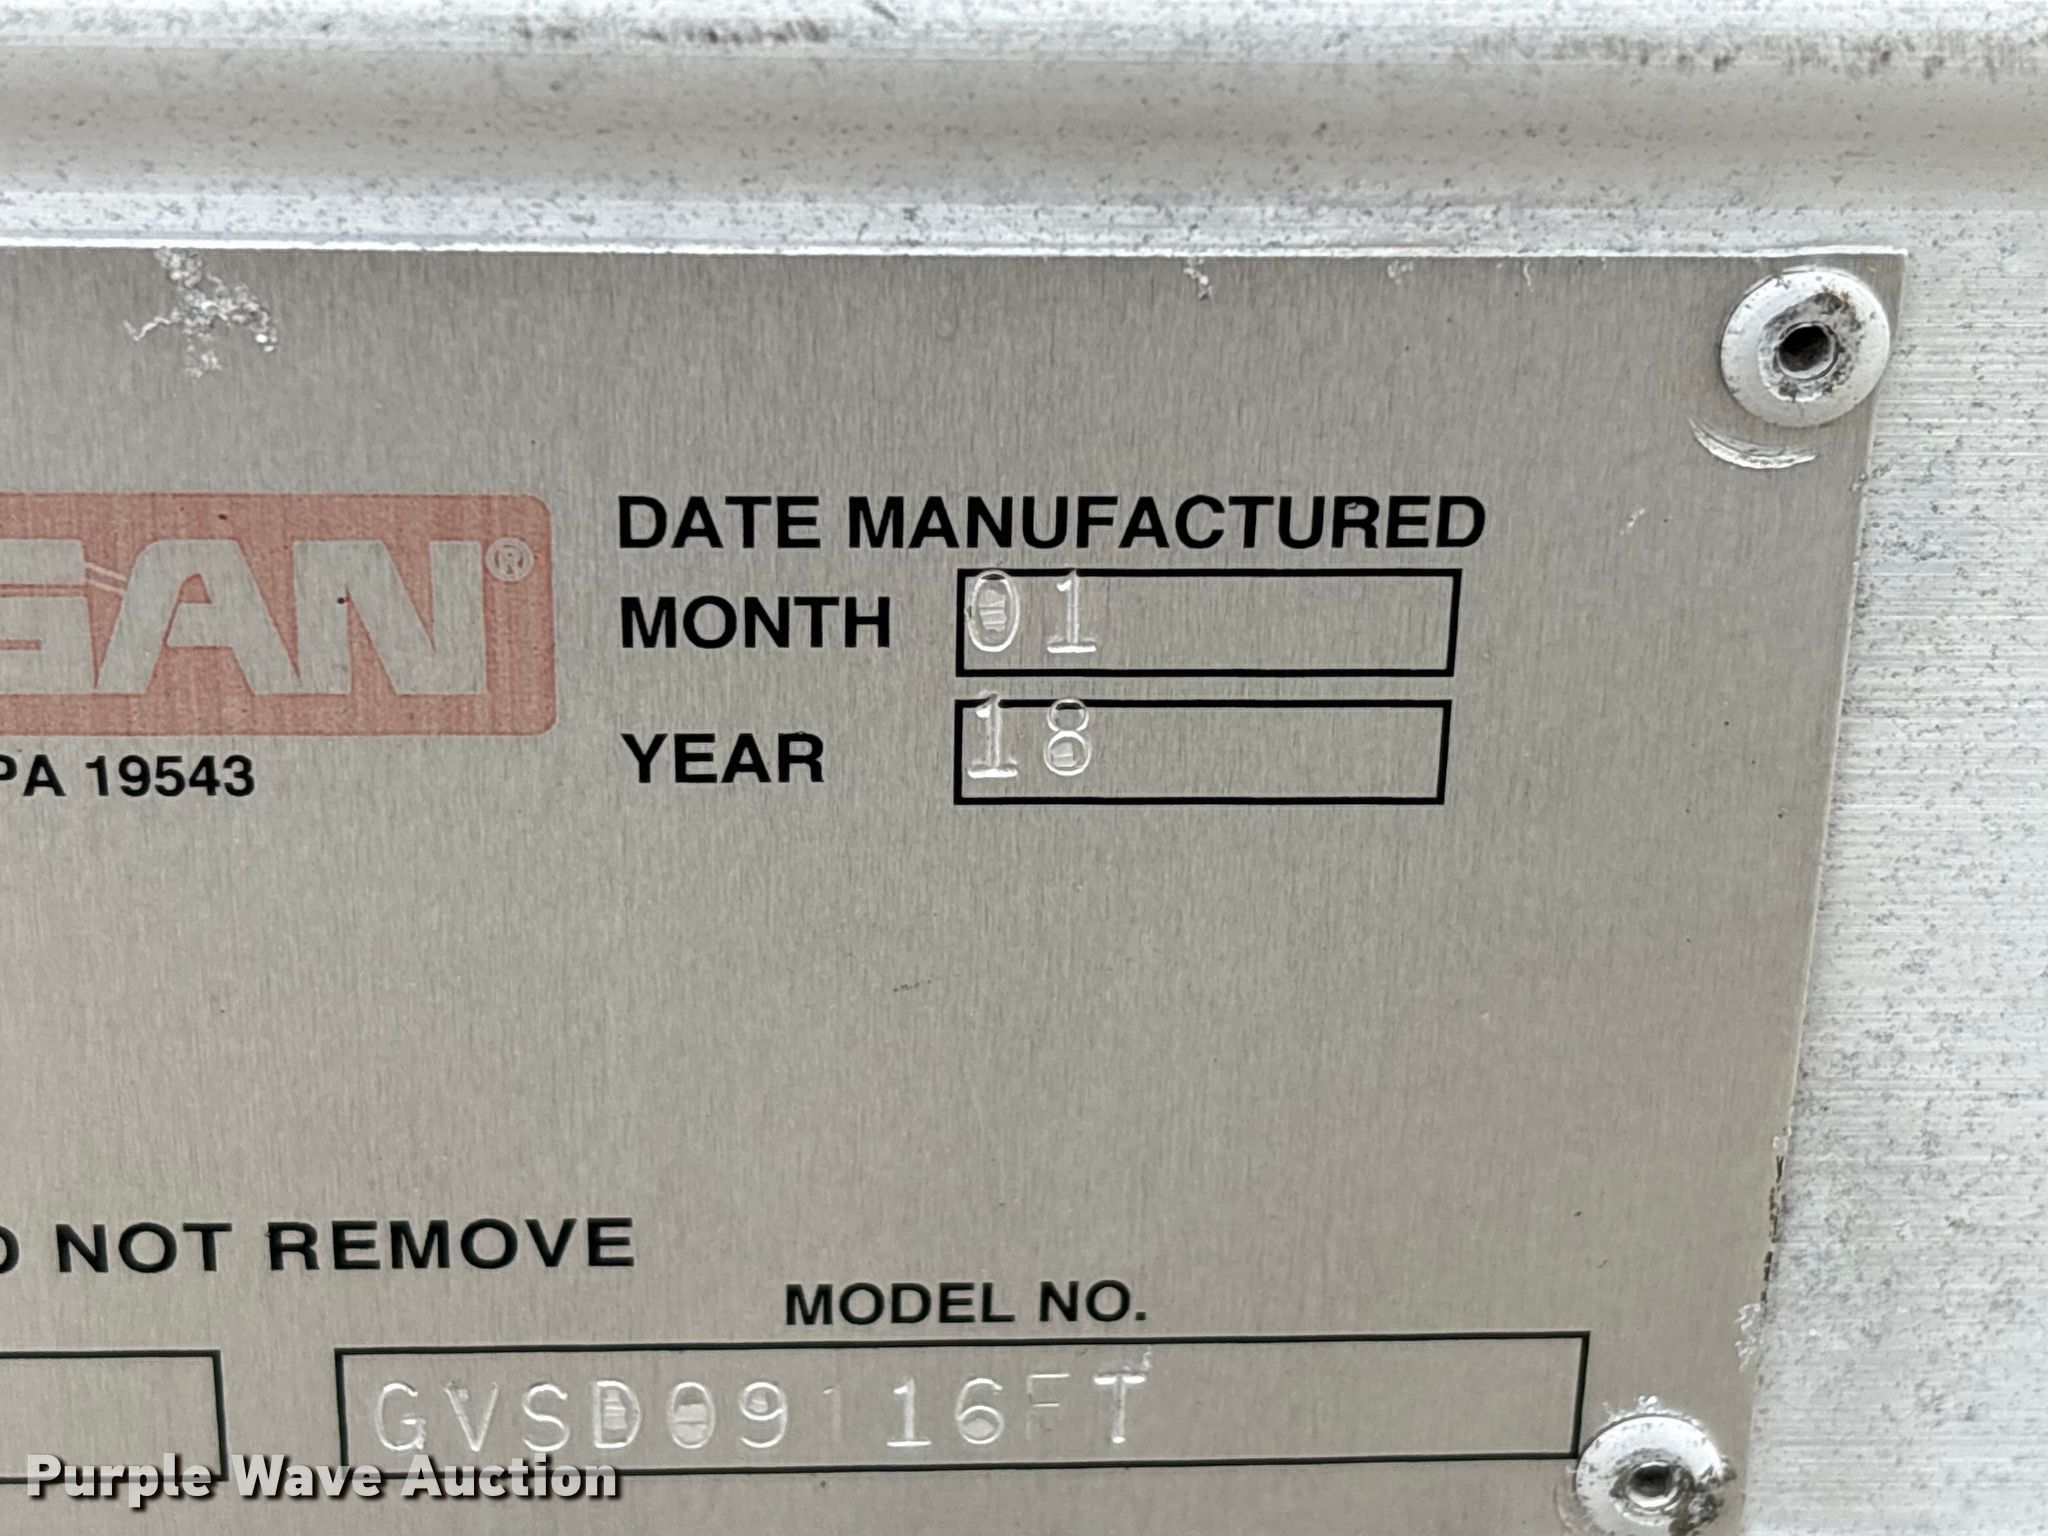 DATE MANUFACTURED
GAN®
MONTH 01
YEAR 18
PA 19543
NOT REMOVE
MODEL NO.
GVSD09116FT
Purple Wave Auction